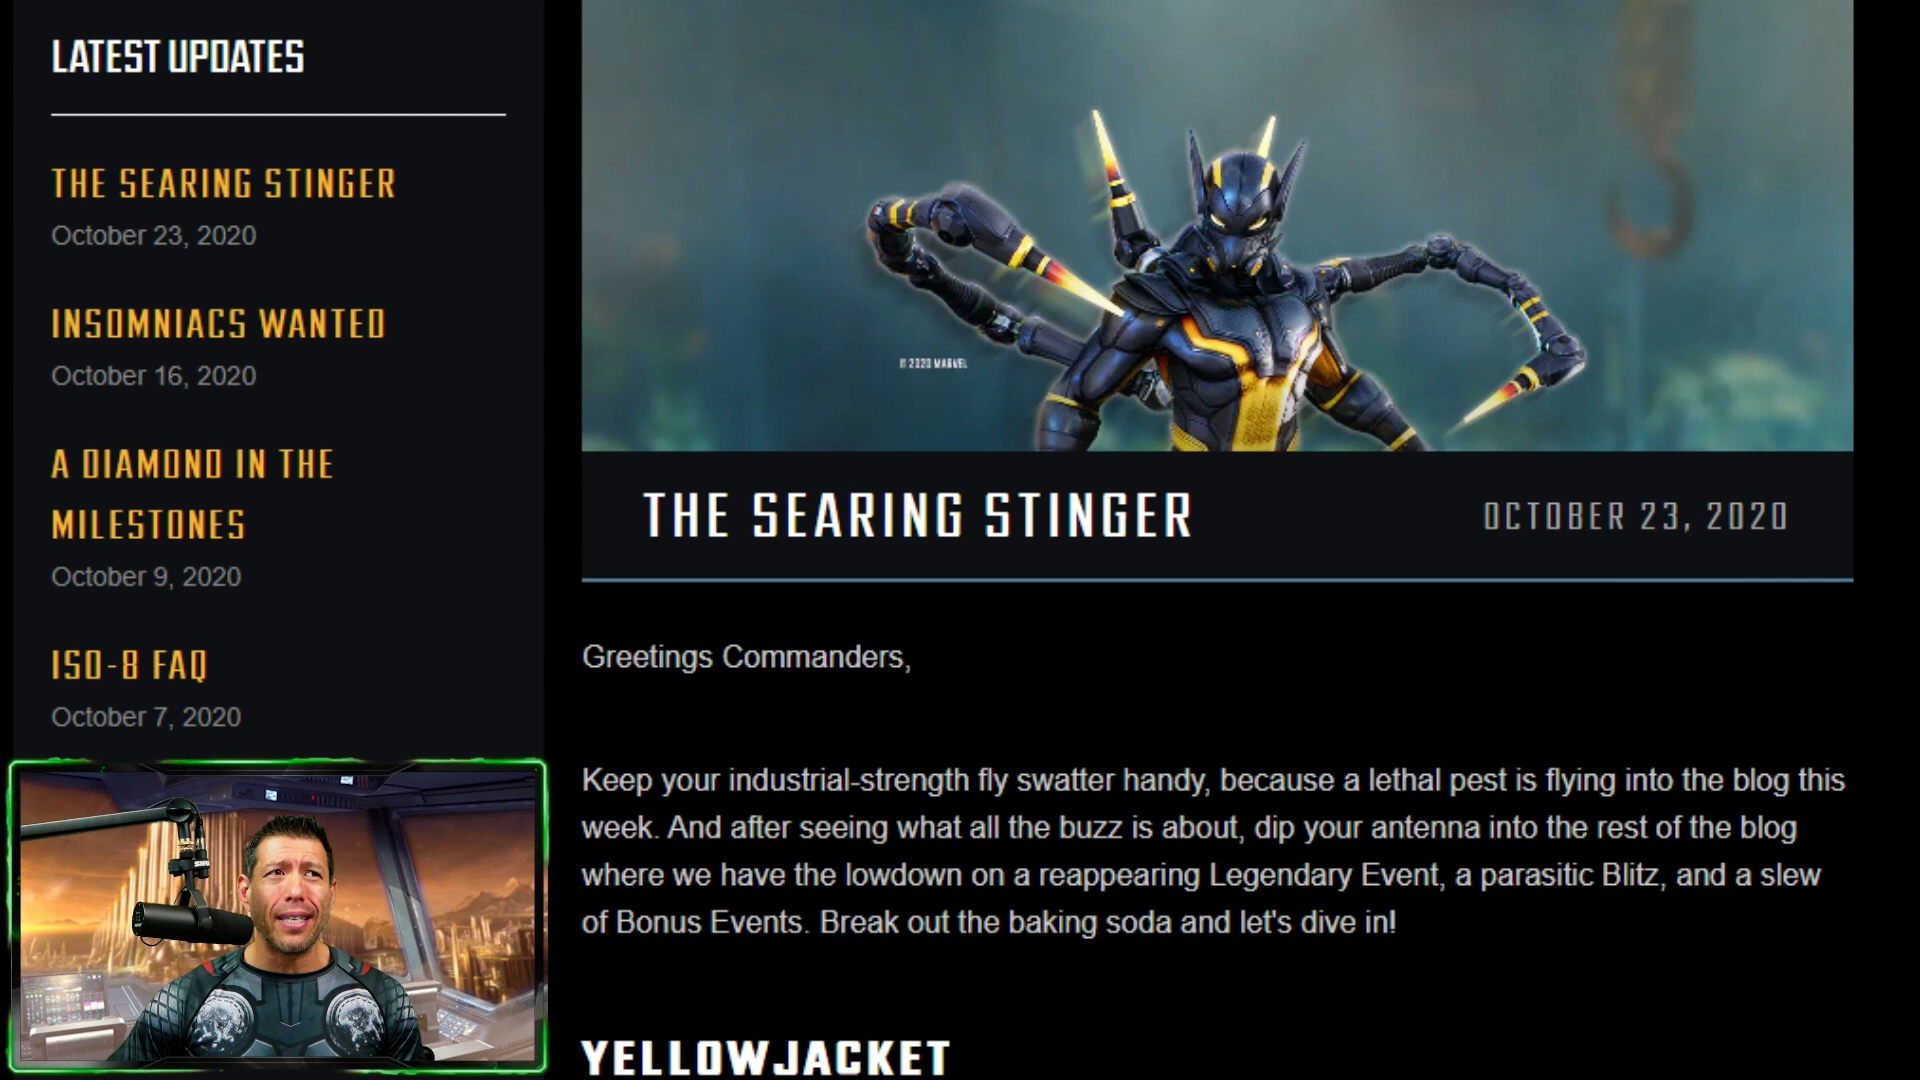 LATEST UPDATES
THE SEARING STINGER
October 23, 2020
INSOMNIACS WANTED
October 16, 2020
A DIAMOND IN THE
MILESTONES
October 9, 2020
ISO-8 FAQ
October 7, 2020
© 2020 MARVEL
THE SEARING STINGER
OCTOBER 23, 2020
Greetings Commanders,
Keep your industrial-strength fly swatter handy, because a lethal pest is flying into the blog this
week. And after seeing what all the buzz is about, dip your antenna into the rest of the blog
where we have the lowdown on a reappearing Legendary Event, a parasitic Blitz, and a slew
of Bonus Events. Break out the baking soda and let's dive in!
YELLOWJACKET